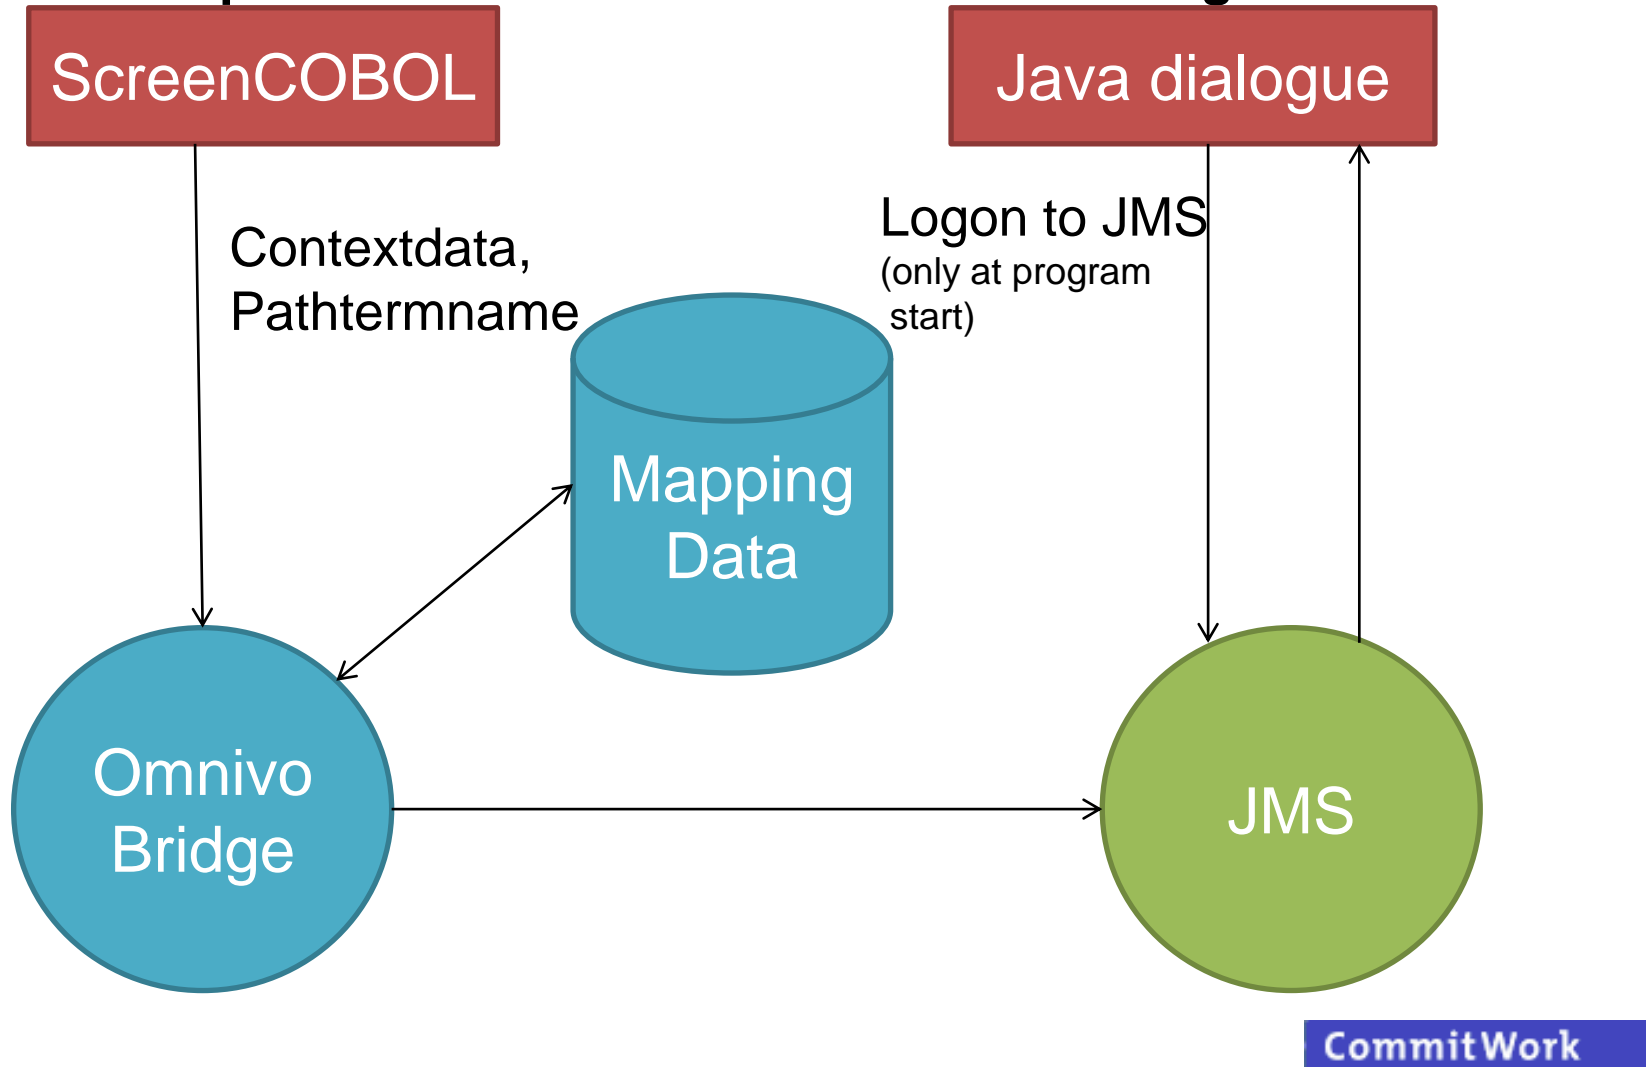 ScreenCOBOL
Java dialogue
Contextdata,
Pathtermname
Logon to JMS
(only at program
start)
Mapping
Data
Omnivo
Bridge
JMS
CommitWork